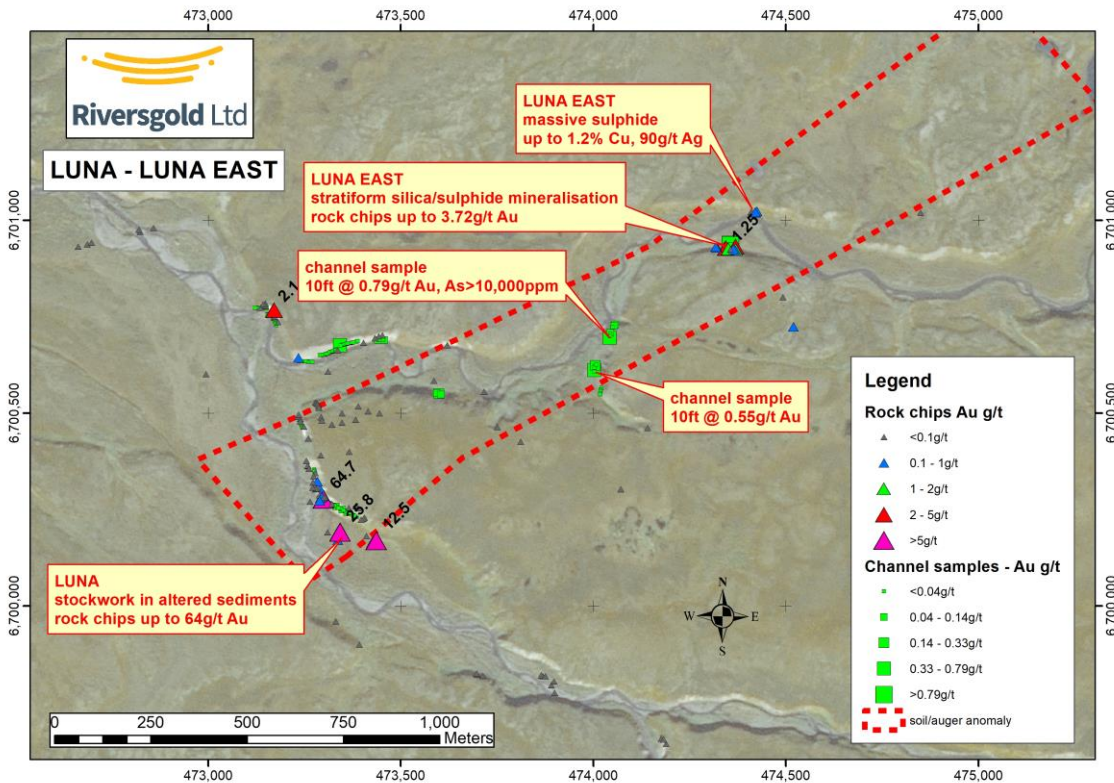 473,000 473,500 474,000 474,500 475,000
Riversgold Ltd
LUNA - LUNA EAST
LUNA EAST
massive sulphide
up to 1.2% Cu, 90g/t Ag
LUNA EAST
stratiform silica/sulphide mineralisation
rock chips up to 3.72g/t Au
6,701,000
6,701,000
1.25
channel sample
10ft @ 0.79g/t Au, As>10,000ppm
2.1
channel sample
10ft @ 0.55g/t Au
6,700,500
6,700,500
64.7
25.8
12.5
LUNA
stockwork in altered sediments
rock chips up to 64g/t Au
6,700,000
6,700,000
N
W E
S
Legend
Rock chips Au g/t
<0.1g/t
0.1 - 1g/t
1 - 2g/t
2 - 5g/t
>5g/t
Channel samples - Au g/t
<0.04g/t
0.04 - 0.14g/t
0.14 - 0.33g/t
0.33 - 0.79g/t
>0.79g/t
soil/auger anomaly
0 250 500 750 1,000
Meters
473,000 473,500 474,000 474,500 475,000